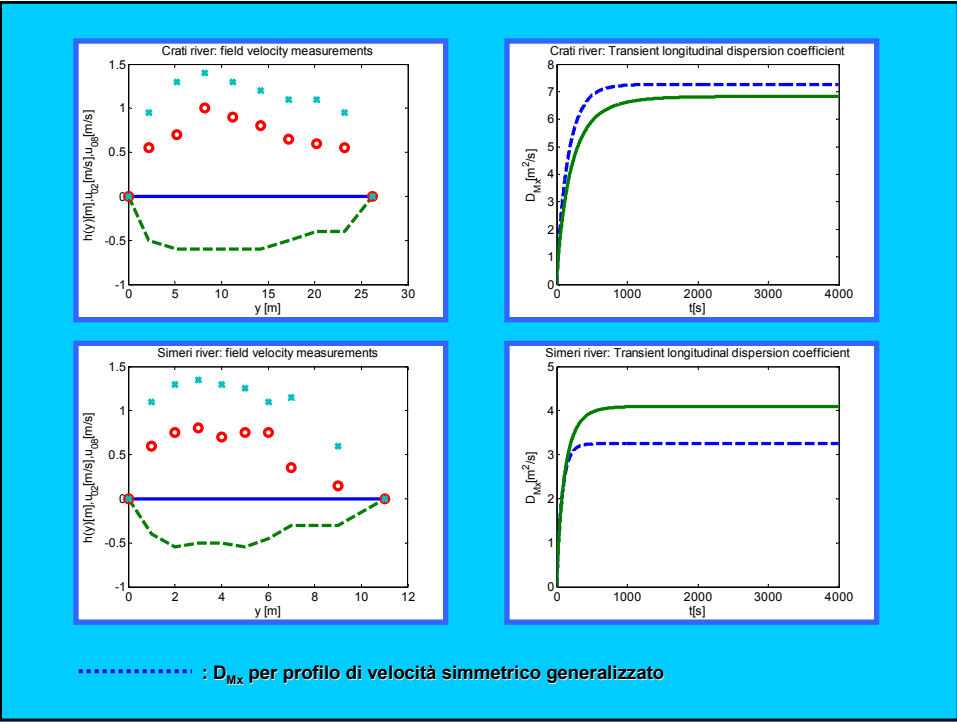 Crati river: field velocity measurements
1.5
1
0.5
0
-0.5
-1
h(y)[m],u02[m/s],u08[m/s]
0 5 10 15 20 25 30
y [m]
Crati river: Transient longitudinal dispersion coefficient
8
7
6
5
4
3
2
1
0
DMx[m2/s]
0 1000 2000 3000 4000
t[s]
Simeri river: field velocity measurements
1.5
1
0.5
0
-0.5
-1
h(y)[m],u02[m/s],u08[m/s]
0 2 4 6 8 10 12
y [m]
Simeri river: Transient longitudinal dispersion coefficient
5
4
3
2
1
0
DMx[m2/s]
0 1000 2000 3000 4000
t[s]
: DMx per profilo di velocità simmetrico generalizzato